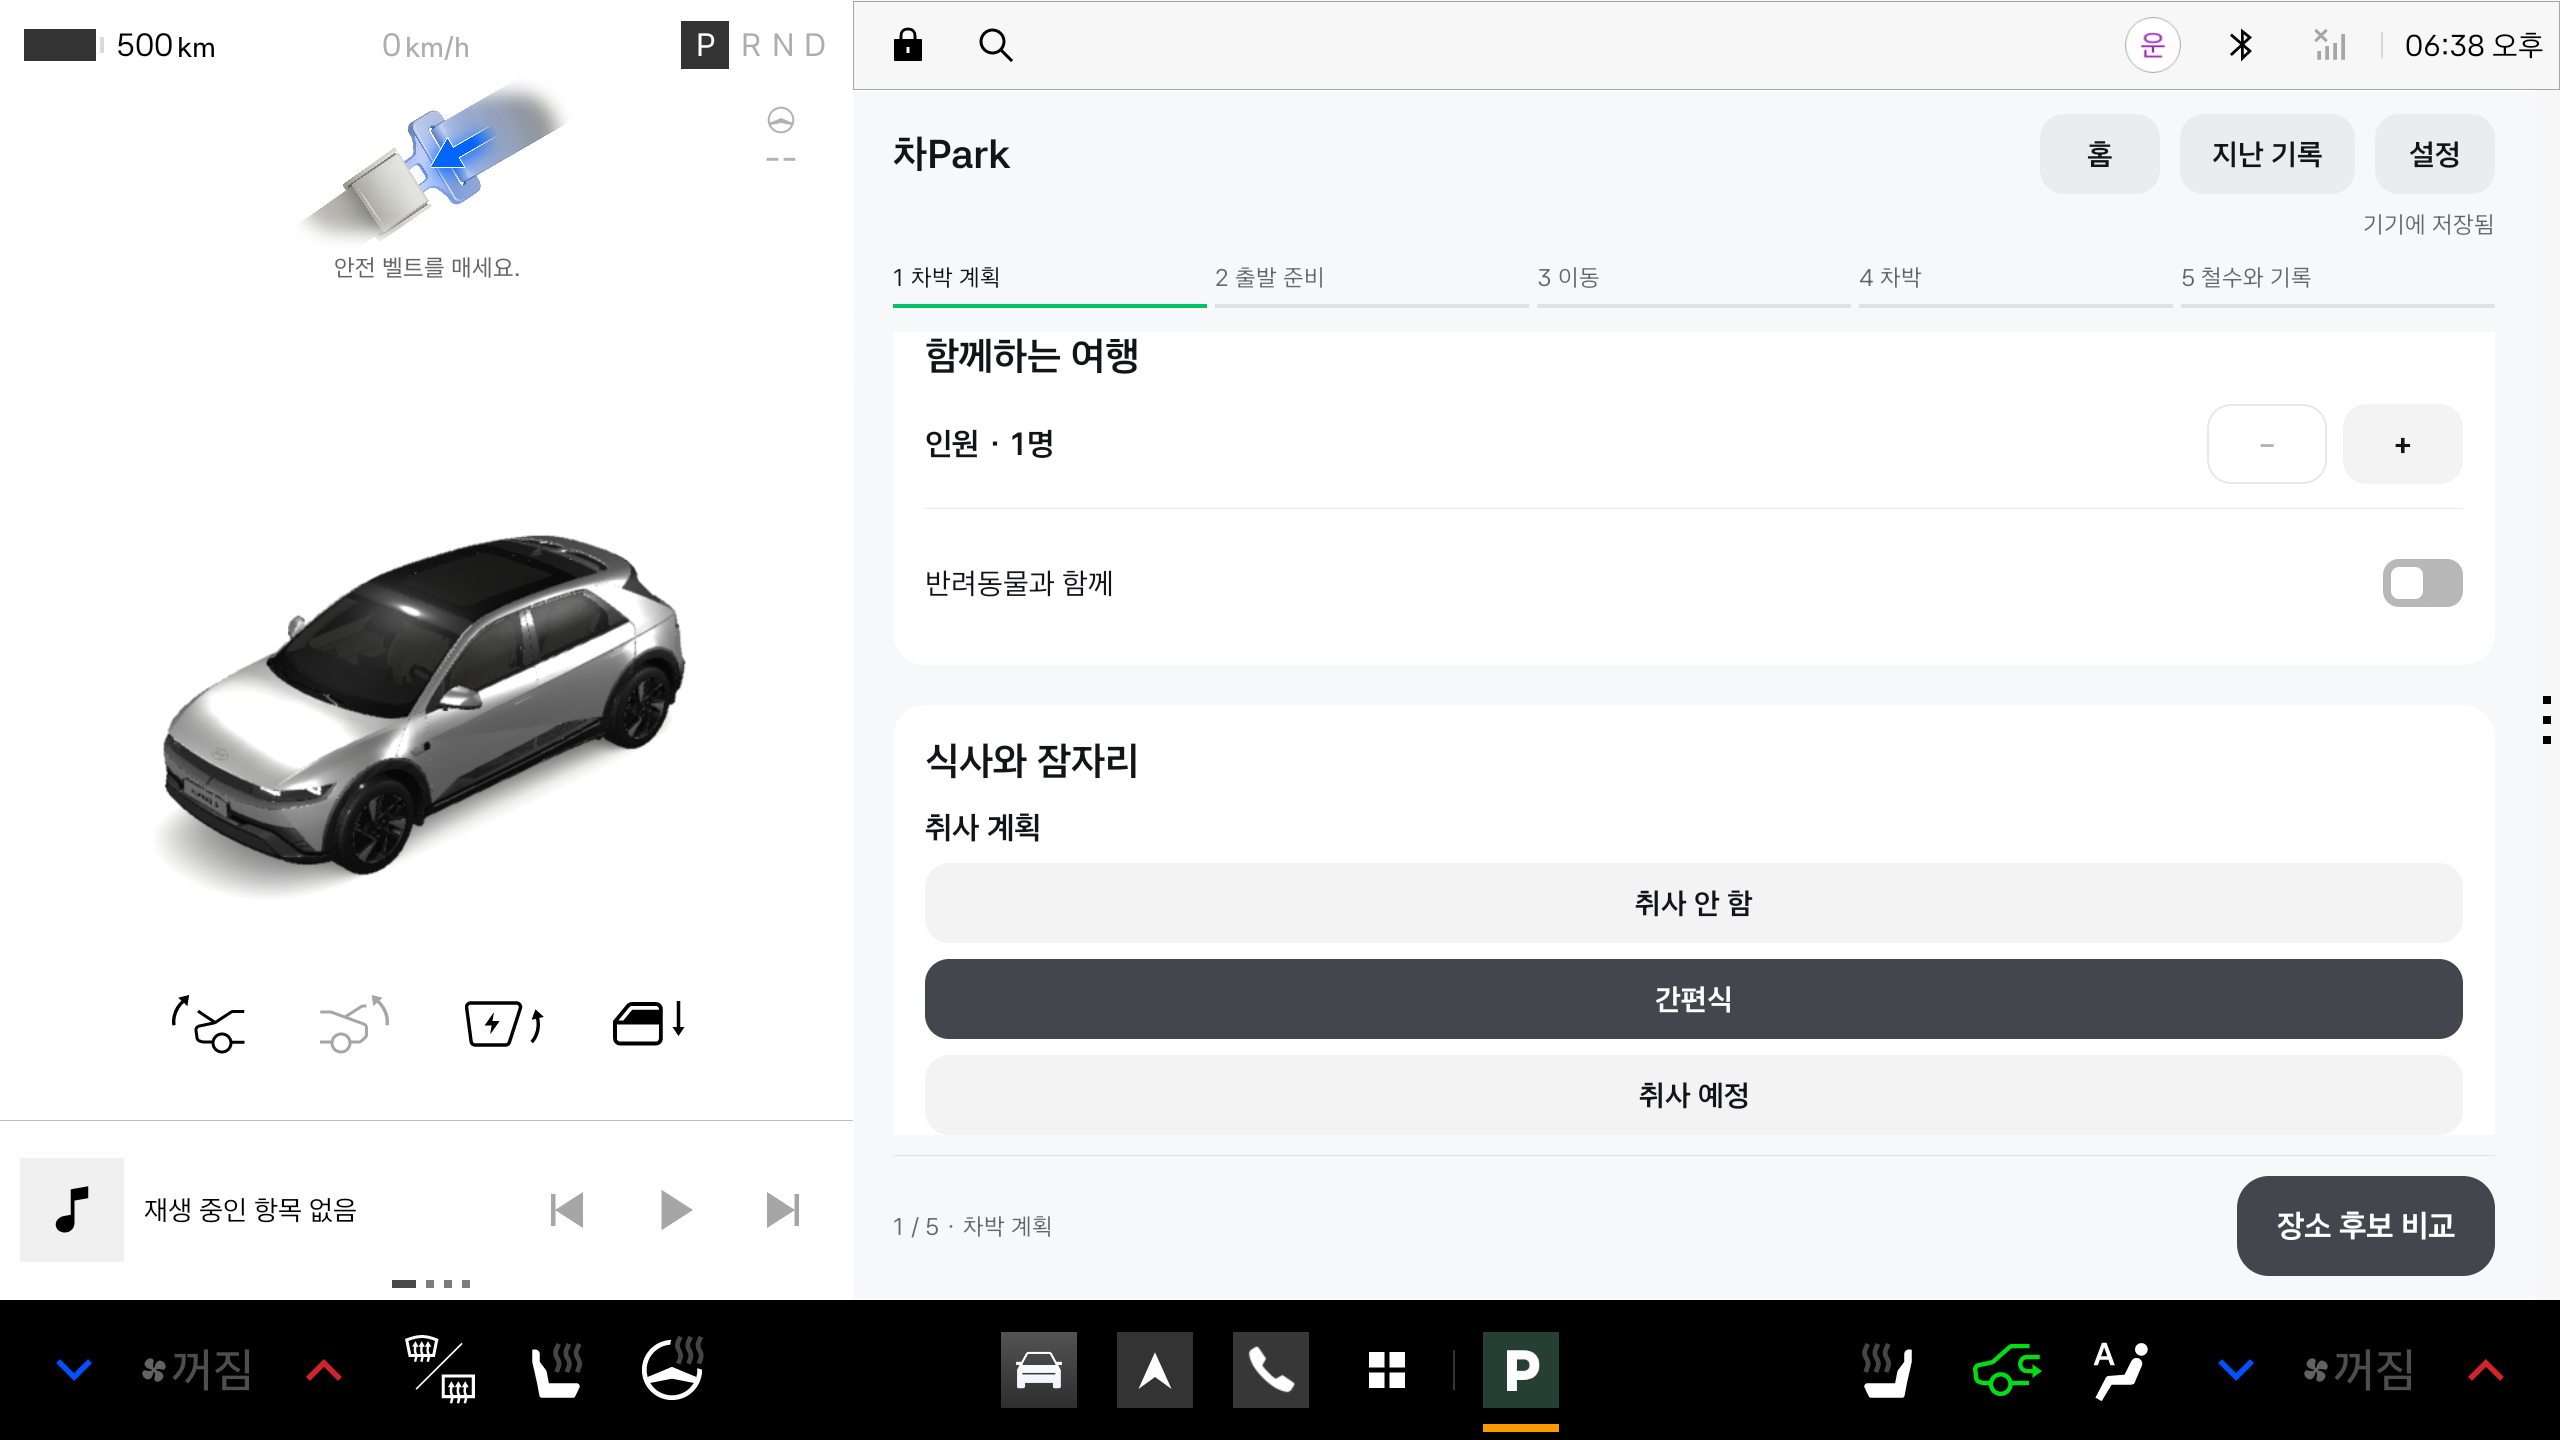 500 km
0 km/h
P R N D
운
06:38 오후
안전 벨트를 매세요.
차Park
홈
지난 기록
설정
기기에 저장됨
1 차박 계획
2 출발 준비
3 이동
4 차박
5 철수와 기록
함께하는 여행
인원 · 1명
−
+
반려동물과 함께
식사와 잠자리
취사 계획
취사 안 함
간편식
취사 예정
재생 중인 항목 없음
1 / 5 · 차박 계획
장소 후보 비교
꺼짐
P
A
꺼짐